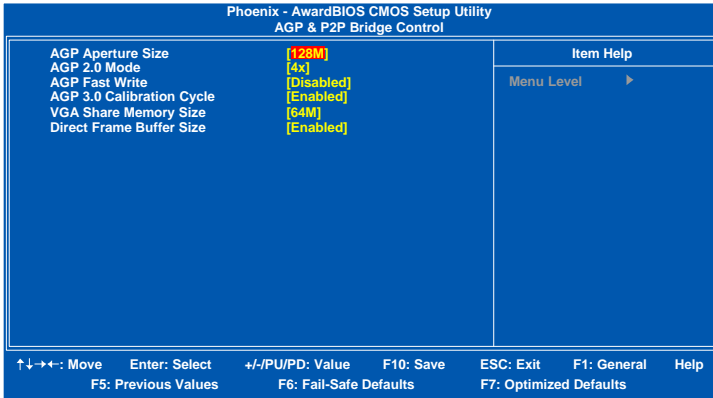 Phoenix - AwardBIOS CMOS Setup Utility
AGP & P2P Bridge Control
AGP Aperture Size [128M] Item Help
AGP 2.0 Mode [4x]
AGP Fast Write [Disabled] Menu Level ▶
AGP 3.0 Calibration Cycle [Enabled]
VGA Share Memory Size [64M]
Direct Frame Buffer Size [Enabled]
↑↓→←: Move Enter: Select +/-/PU/PD: Value F10: Save ESC: Exit F1: General Help
F5: Previous Values F6: Fail-Safe Defaults F7: Optimized Defaults